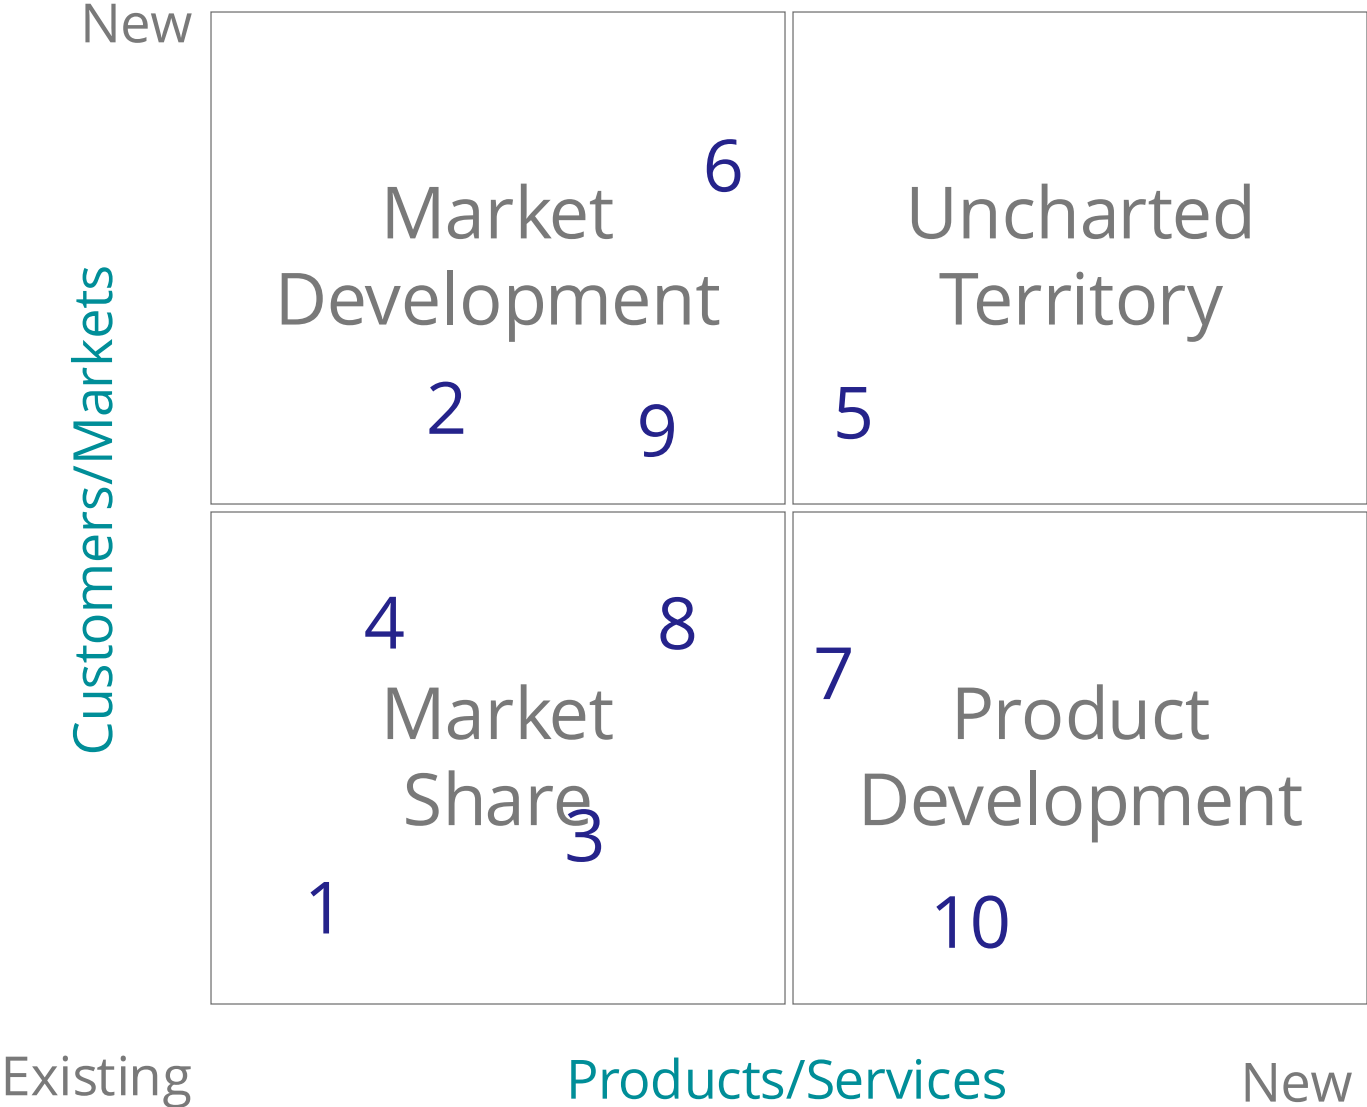 New
6
Market
Development
2
9
Uncharted
Territory
5
Customers/Markets
4
8
Market
Share
3
1
7
Product
Development
10
Existing
Products/Services
New